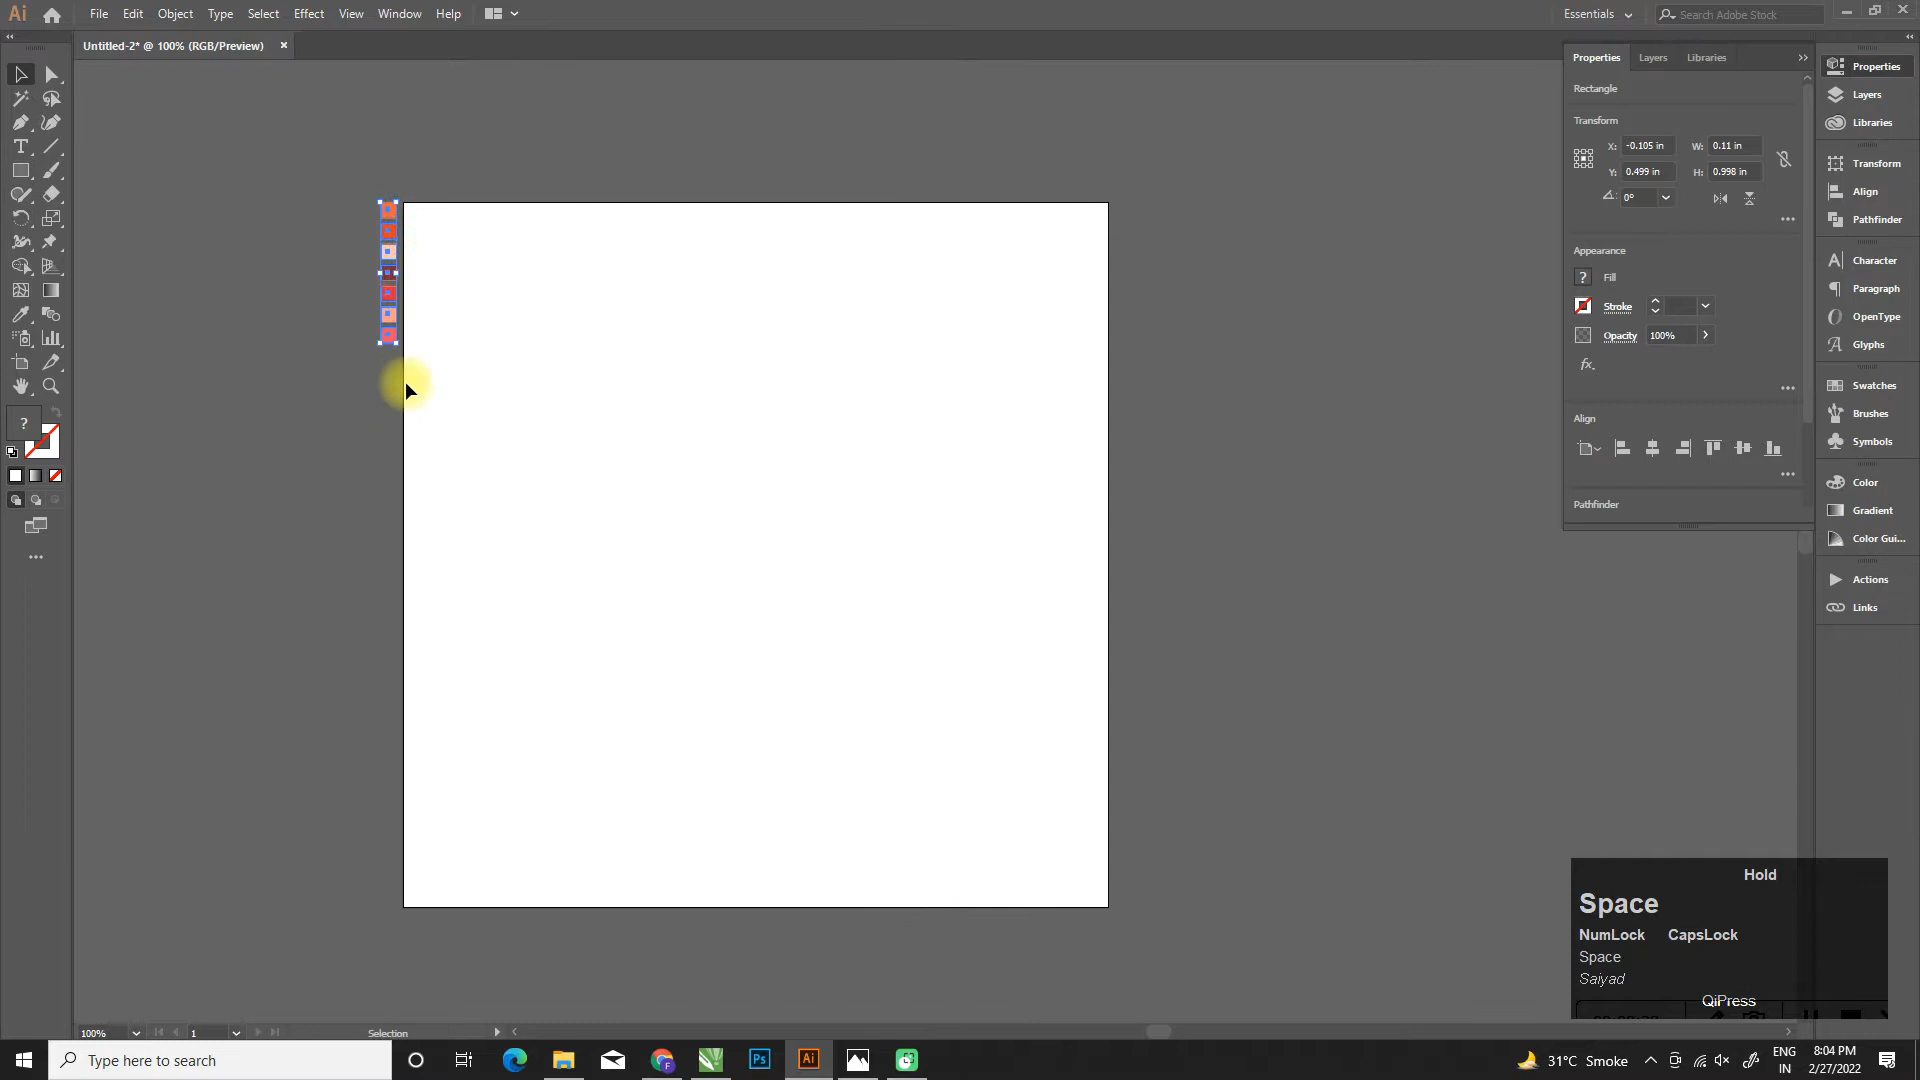 Ai File Edit Object Type Select Effect View Window Help Essentials Search Adobe Stock
Untitled-2* @ 100% (RGB/Preview)
Properties Layers Libraries
Rectangle
Transform
X: -0.105 in W: 0.11 in
Y: 0.499 in H: 0.998 in
0°
Appearance
? Fill
Stroke
Opacity 100%
fx.
Align
Pathfinder
Properties
Layers
Libraries
Transform
Align
Pathfinder
Character
Paragraph
OpenType
Glyphs
Swatches
Brushes
Symbols
Color
Gradient
Color Gui...
Actions
Links
?
Hold
Space
NumLock CapsLock
Space
Saiyad
QiPress
100% 1 Selection
Type here to search
Ps Ai
31°C Smoke
ENG
IN
8:04 PM
2/27/2022